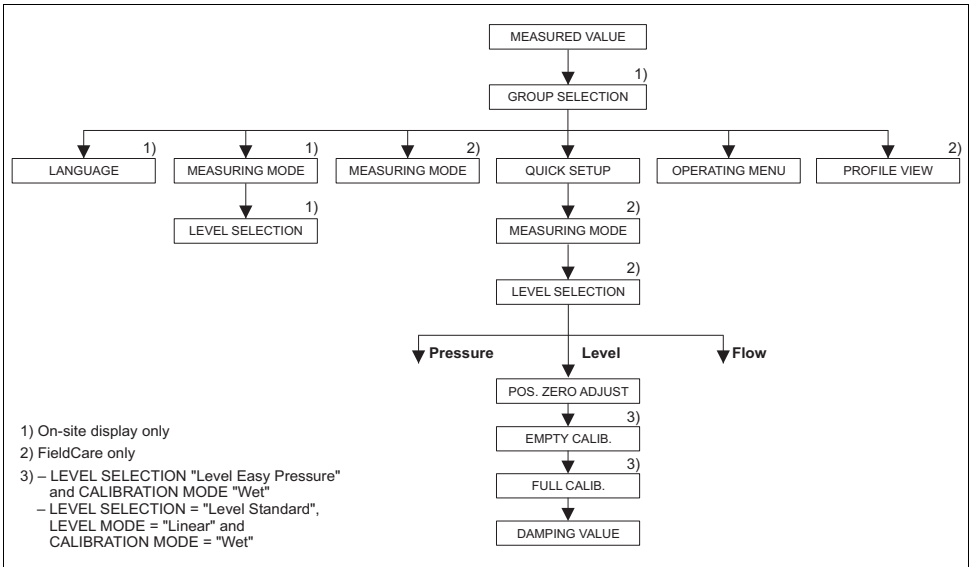 MEASURED VALUE
1)
GROUP SELECTION
1)
LANGUAGE
1)
MEASURING MODE
2)
MEASURING MODE
QUICK SETUP
OPERATING MENU
2)
PROFILE VIEW
1)
LEVEL SELECTION
2)
MEASURING MODE
2)
LEVEL SELECTION
Pressure
Level
Flow
POS. ZERO ADJUST
3)
EMPTY CALIB.
3)
FULL CALIB.
DAMPING VALUE
1) On-site display only
2) FieldCare only
3) – LEVEL SELECTION "Level Easy Pressure"
and CALIBRATION MODE "Wet"
– LEVEL SELECTION = "Level Standard",
LEVEL MODE = "Linear" and
CALIBRATION MODE = "Wet"